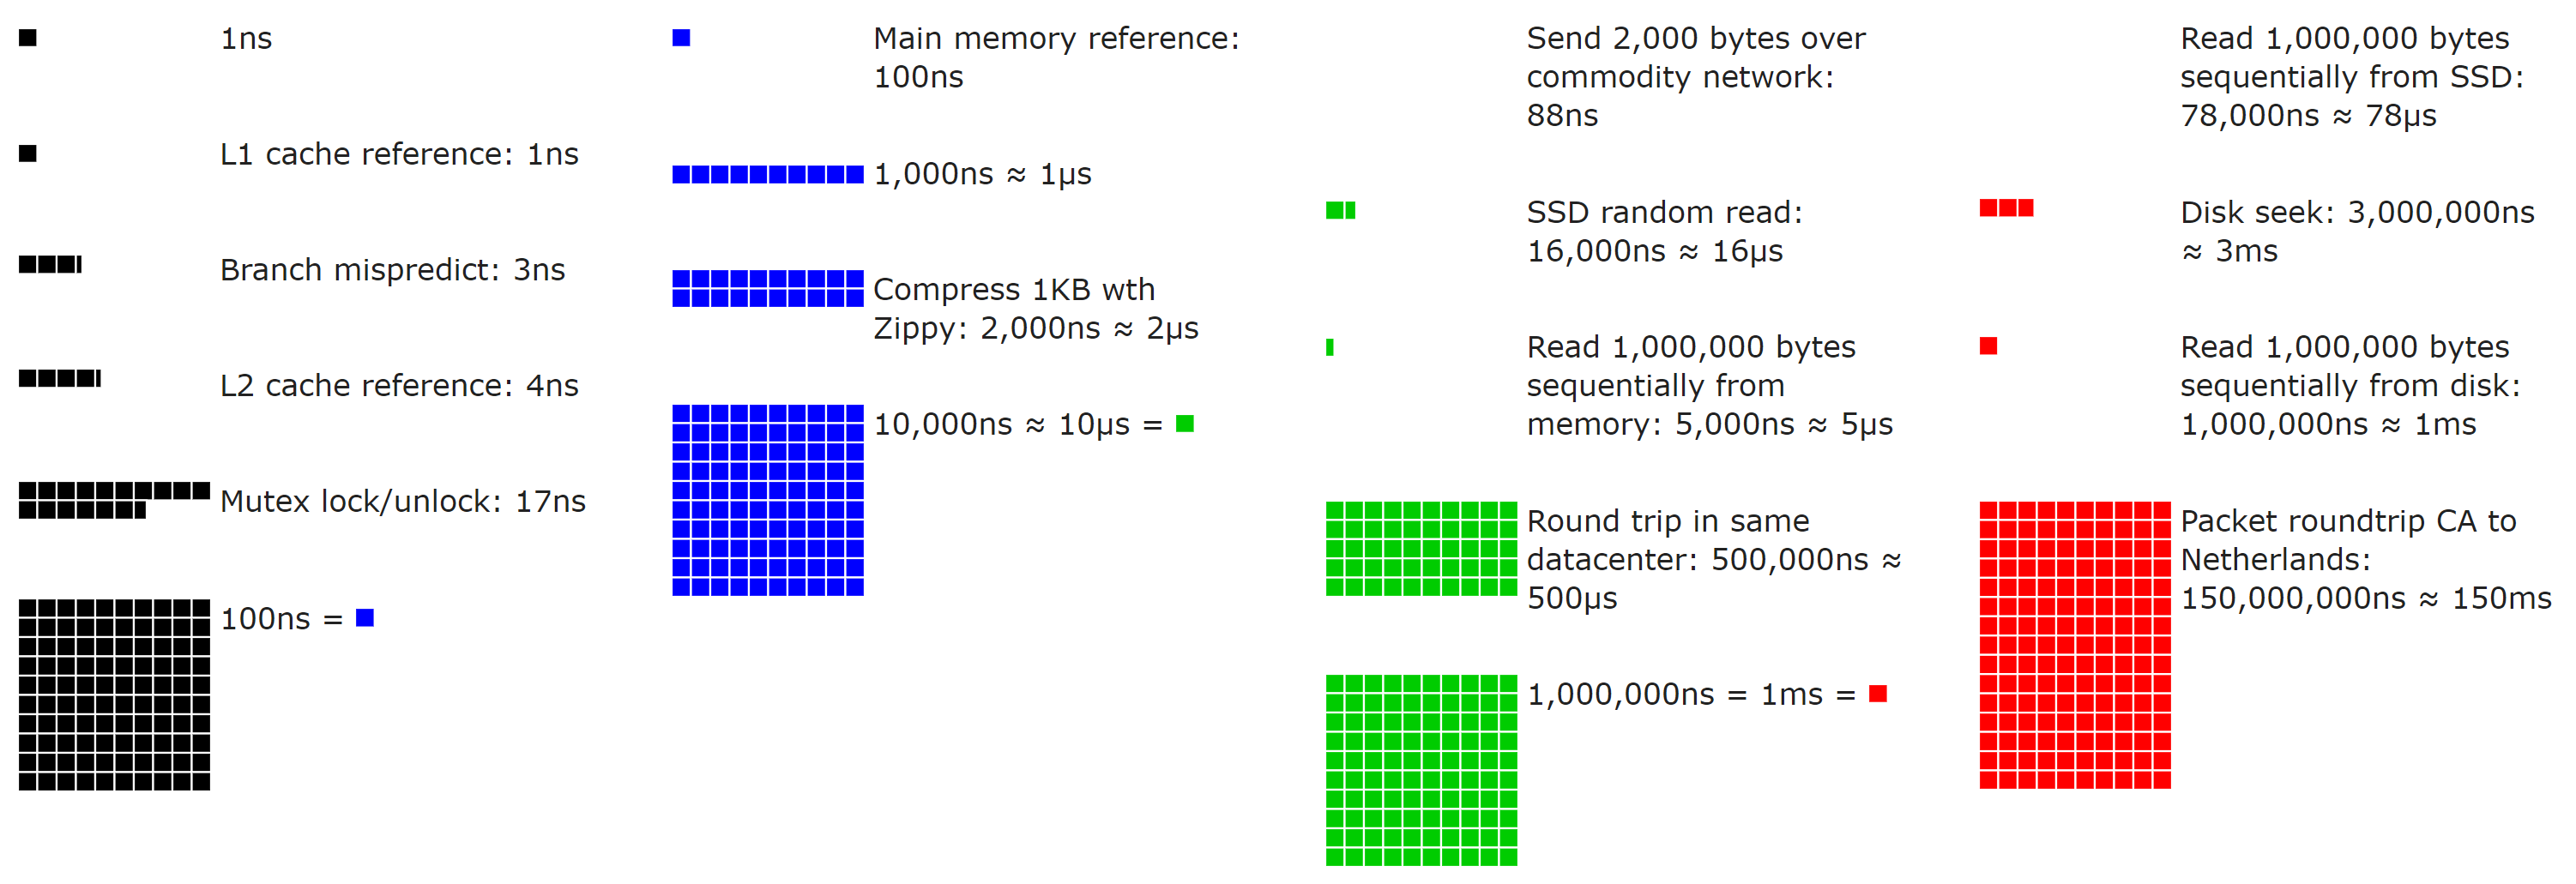 1ns
L1 cache reference: 1ns
Branch mispredict: 3ns
L2 cache reference: 4ns
Mutex lock/unlock: 17ns
100ns =
Main memory reference:
100ns
1,000ns ≈ 1μs
Compress 1KB wth
Zippy: 2,000ns ≈ 2μs
10,000ns ≈ 10μs =
Send 2,000 bytes over
commodity network:
88ns
SSD random read:
16,000ns ≈ 16μs
Read 1,000,000 bytes
sequentially from
memory: 5,000ns ≈ 5μs
Round trip in same
datacenter: 500,000ns ≈
500μs
1,000,000ns = 1ms =
Read 1,000,000 bytes
sequentially from SSD:
78,000ns ≈ 78μs
Disk seek: 3,000,000ns
≈ 3ms
Read 1,000,000 bytes
sequentially from disk:
1,000,000ns ≈ 1ms
Packet roundtrip CA to
Netherlands:
150,000,000ns ≈ 150ms